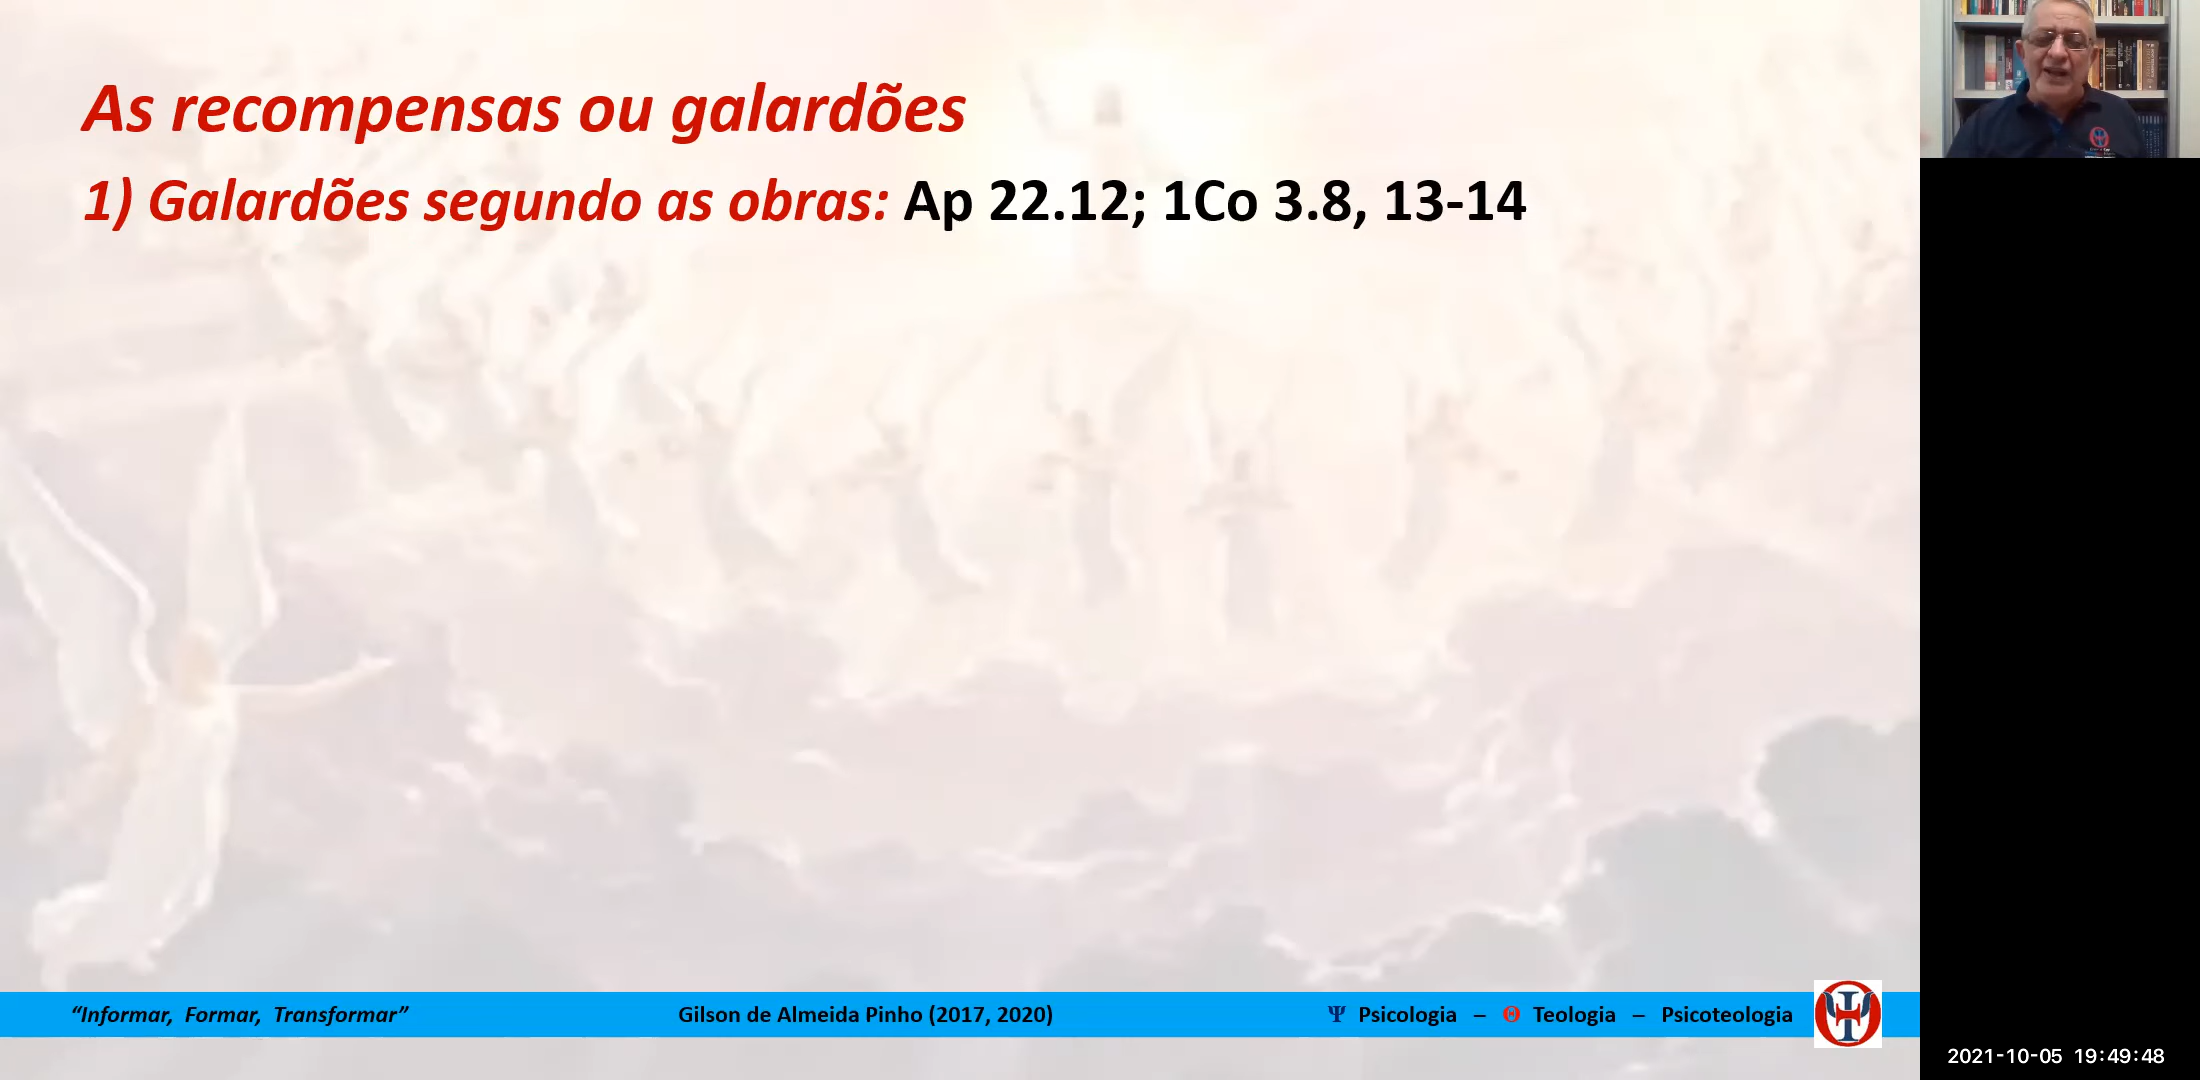 As recompensas ou galardões
1) Galardões segundo as obras: Ap 22.12; 1Co 3.8, 13-14
“Informar, Formar, Transformar”
Gilson de Almeida Pinho (2017, 2020)
Ψ Psicologia – Θ Teologia – Psicoteologia
2021-10-05 19:49:48